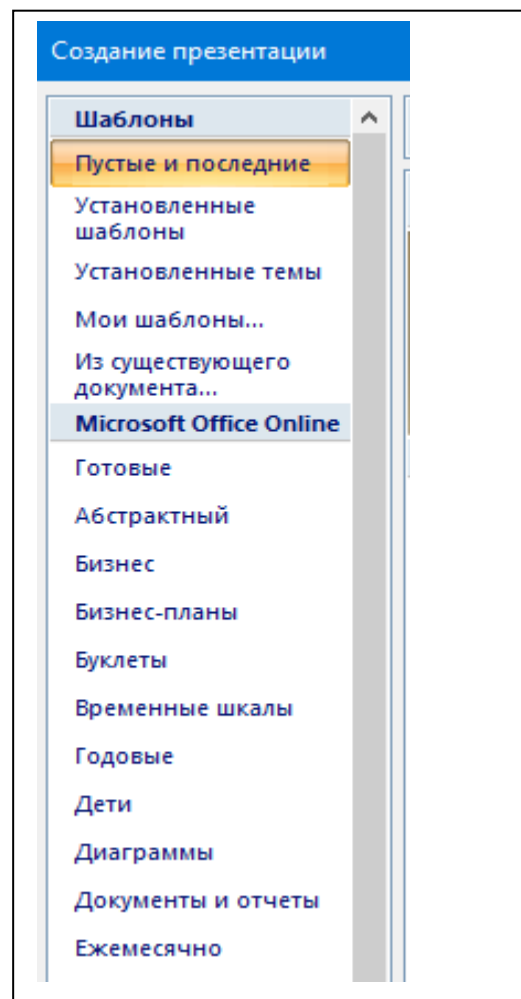 Создание презентации
Шаблоны
Пустые и последние
Установленные
шаблоны
Установленные темы
Мои шаблоны...
Из существующего
документа...
Microsoft Office Online
Готовые
Абстрактный
Бизнес
Бизнес-планы
Буклеты
Временные шкалы
Годовые
Дети
Диаграммы
Документы и отчеты
Ежемесячно